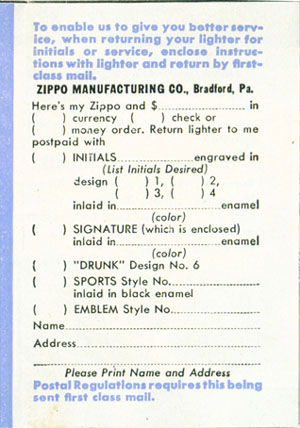 To enable us to give you better serv-
ice, when returning your lighter for
initials or service, enclose instruc-
tions with lighter and return by first-
class mail.
ZIPPO MANUFACTURING CO., Bradford, Pa.
Here's my Zippo and $.................... in
( ) currency ( ) check or
( ) money order. Return lighter to me
postpaid with
( ) INITIALS....................engraved in
(List Initials Desired)
design ( ) 1, ( ) 2,
( ) 3, ( ) 4
inlaid in....................enamel
(color)
( ) SIGNATURE (which is enclosed)
inlaid in....................enamel
(color)
( ) "DRUNK" Design No. 6
( ) SPORTS Style No....................
inlaid in black enamel
( ) EMBLEM Style No....................
Name....................
Address....................
Please Print Name and Address
Postal Regulations requires this being
sent first class mail.